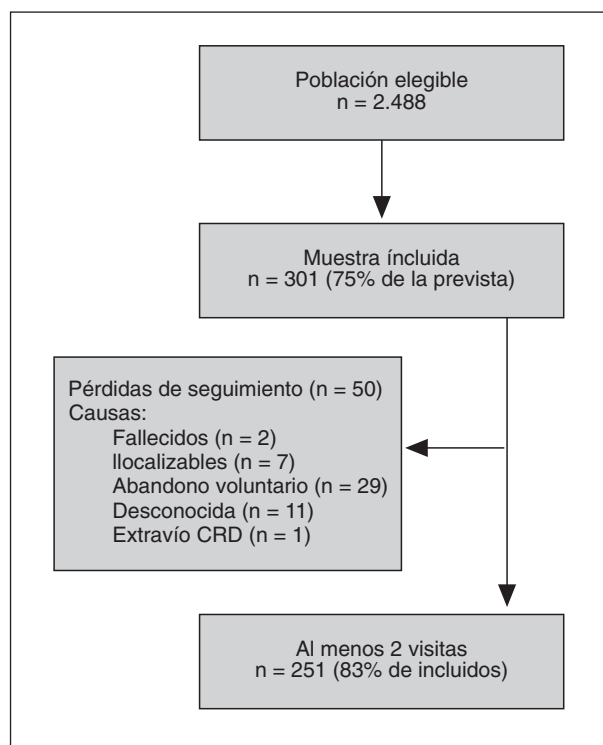 Población elegible
n = 2.488
Muestra íncluida
n = 301 (75% de la prevista)
Pérdidas de seguimiento (n = 50)
Causas:
Fallecidos (n = 2)
llocalizables (n = 7)
Abandono voluntario (n = 29)
Desconocida (n = 11)
Extravío CRD (n = 1)
Al menos 2 visitas
n = 251 (83% de incluidos)